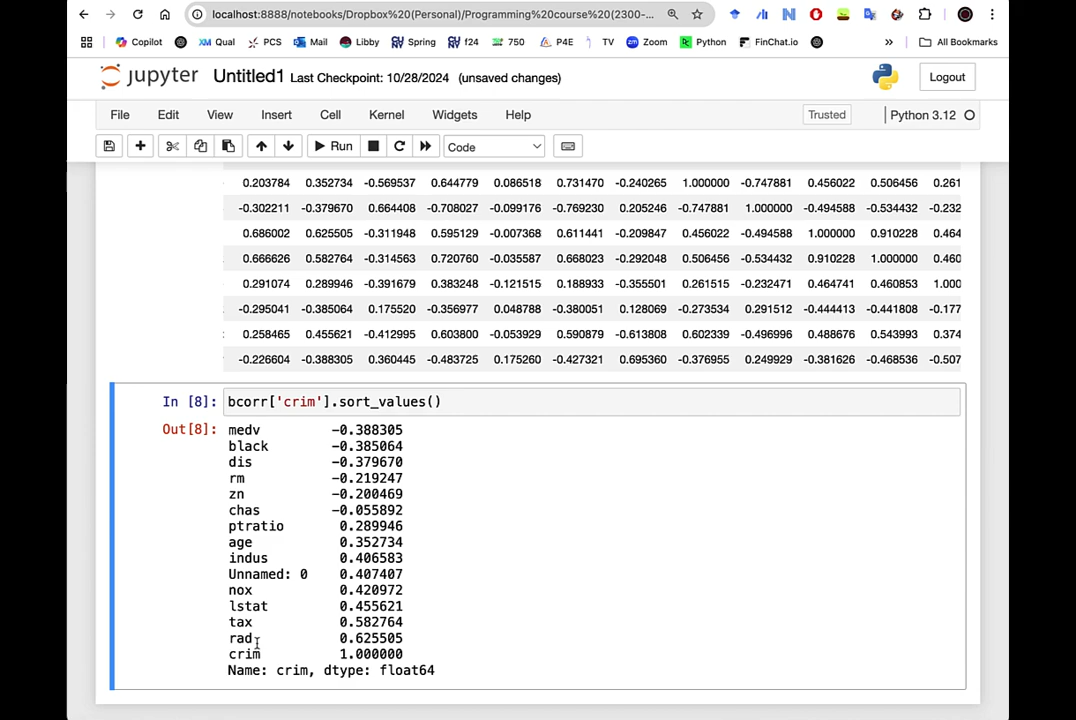 localhost:8888/notebooks/Dropbox%20(Personal)/Programming%20course%20(2300-...
Copilot Qual PCS Mail Libby Spring f24 750 P4E TV Zoom Python FinChat.io » All Bookmarks
jupyter Untitled1 Last Checkpoint: 10/28/2024 (unsaved changes) Logout
File Edit View Insert Cell Kernel Widgets Help Trusted Python 3.12
Run Code
0.203784 0.352734 -0.569537 0.644779 0.086518 0.731470 -0.240265 1.000000 -0.747881 0.456022 0.506456 0.261
-0.302211 -0.379670 0.664408 -0.708027 -0.099176 -0.769230 0.205246 -0.747881 1.000000 -0.494588 -0.534432 -0.232
0.686002 0.625505 -0.311948 0.595129 -0.007368 0.611441 -0.209847 0.456022 -0.494588 1.000000 0.910228 0.464
0.666626 0.582764 -0.314563 0.720760 -0.035587 0.668023 -0.292048 0.506456 -0.534432 0.910228 1.000000 0.460
0.291074 0.289946 -0.391679 0.383248 -0.121515 0.188933 -0.355501 0.261515 -0.232471 0.464741 0.460853 1.000
-0.295041 -0.385064 0.175520 -0.356977 0.048788 -0.380051 0.128069 -0.273534 0.291512 -0.444413 -0.441808 -0.177
0.258465 0.455621 -0.412995 0.603800 -0.053929 0.590879 -0.613808 0.602339 -0.496996 0.488676 0.543993 0.374
-0.226604 -0.388305 0.360445 -0.483725 0.175260 -0.427321 0.695360 -0.376955 0.249929 -0.381626 -0.468536 -0.507
In [8]: bcorr['crim'].sort_values()
Out[8]: medv -0.388305
black -0.385064
dis -0.379670
rm -0.219247
zn -0.200469
chas -0.055892
ptratio 0.289946
age 0.352734
indus 0.406583
Unnamed: 0 0.407407
nox 0.420972
lstat 0.455621
tax 0.582764
rad 0.625505
crim 1.000000
Name: crim, dtype: float64